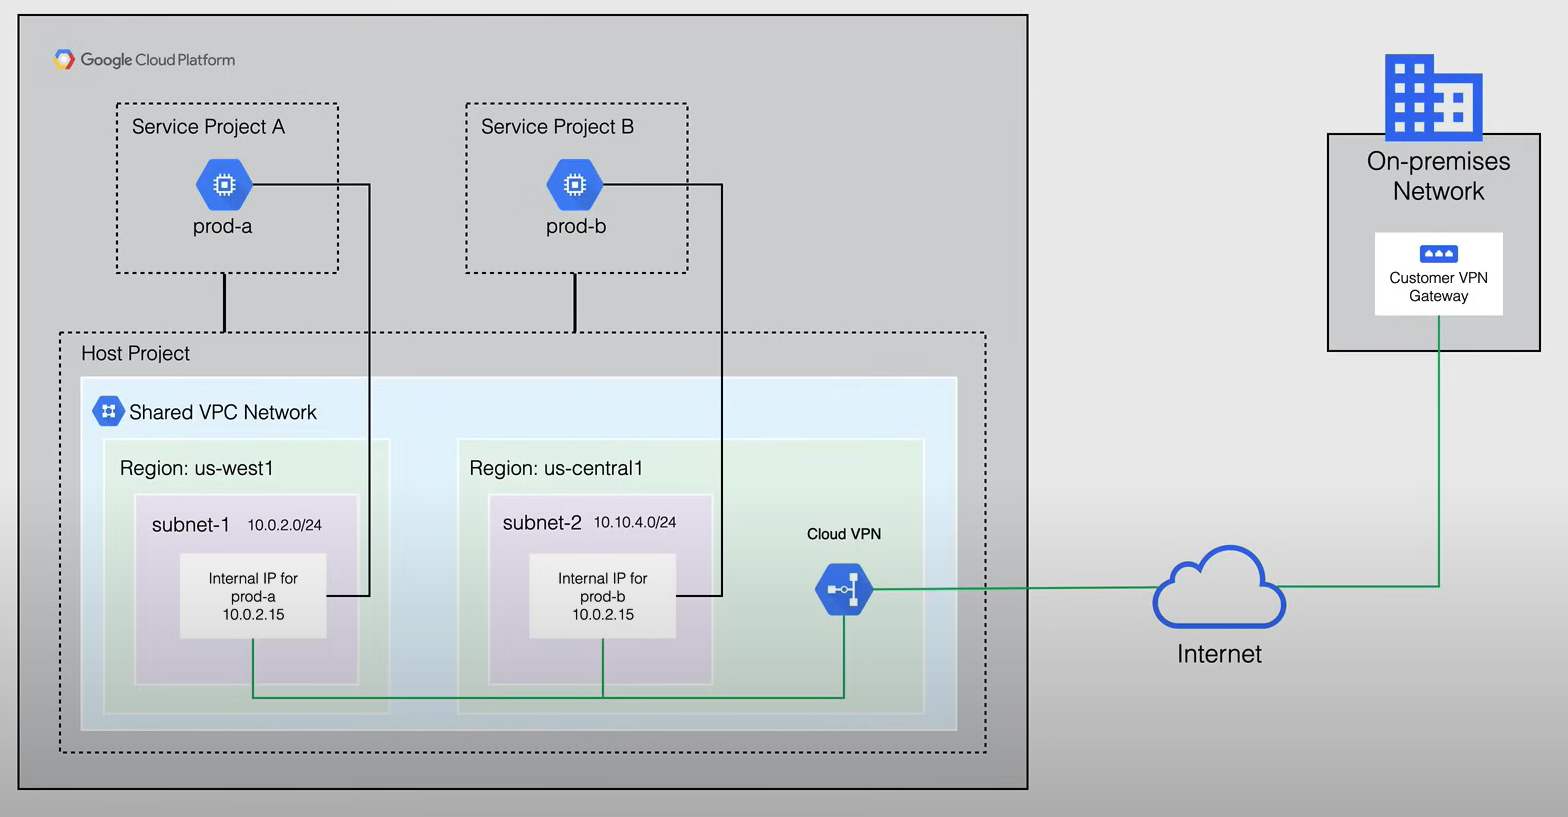 Google Cloud Platform
Service Project A
prod-a
Service Project B
prod-b
On-premises
Network
Customer VPN
Gateway
Host Project
Shared VPC Network
Region: us-west1
subnet-1 10.0.2.0/24
Internal IP for
prod-a
10.0.2.15
Region: us-central1
subnet-2 10.10.4.0/24
Internal IP for
prod-b
10.0.2.15
Cloud VPN
Internet